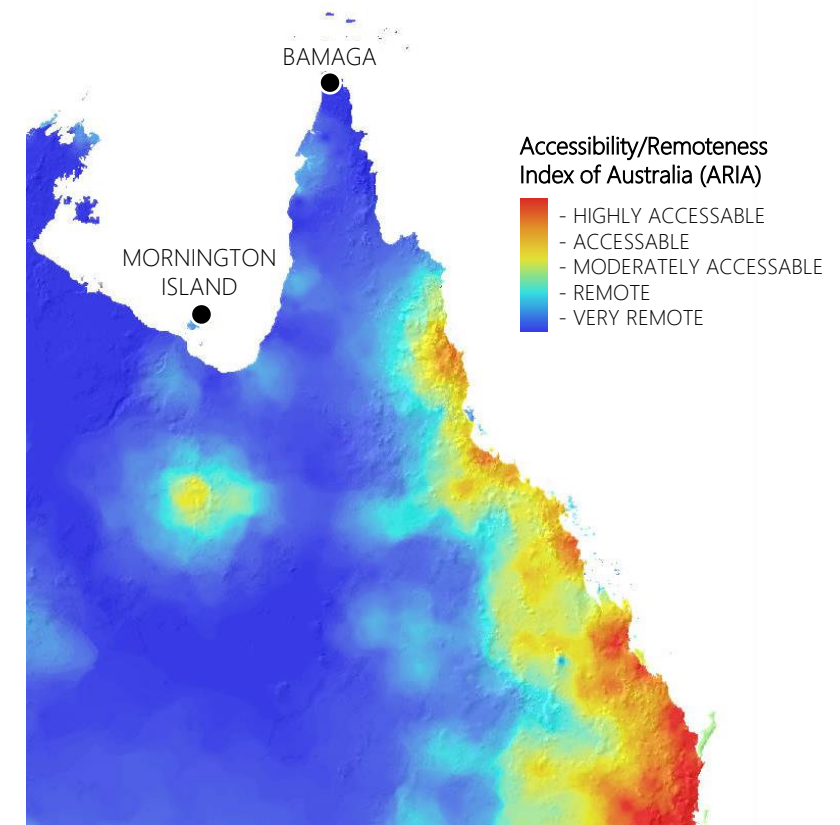 BAMAGA
Accessibility/Remoteness
Index of Australia (ARIA)
- HIGHLY ACCESSABLE
- ACCESSABLE
- MODERATELY ACCESSABLE
- REMOTE
- VERY REMOTE
MORNINGTON
ISLAND